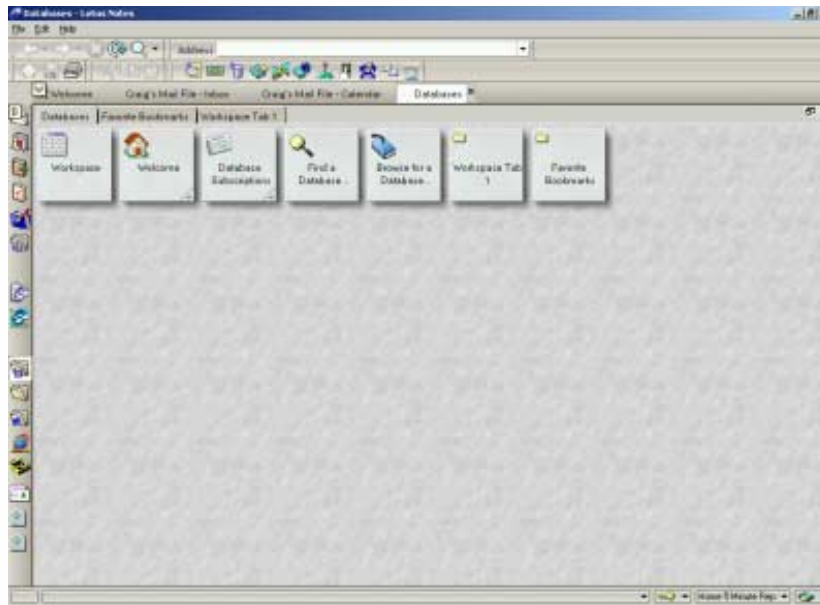 Databases - Lotus Notes
File Edit Help
Address
Welcome Craig's Mail File - Inbox Craig's Mail File - Calendar Databases
Databases Favorite Bookmarks Workspace Tab 1
Workspace
Welcome
Database Subscriptions
Find a Database...
Browse for a Database...
Workspace Tab 1
Favorite Bookmarks